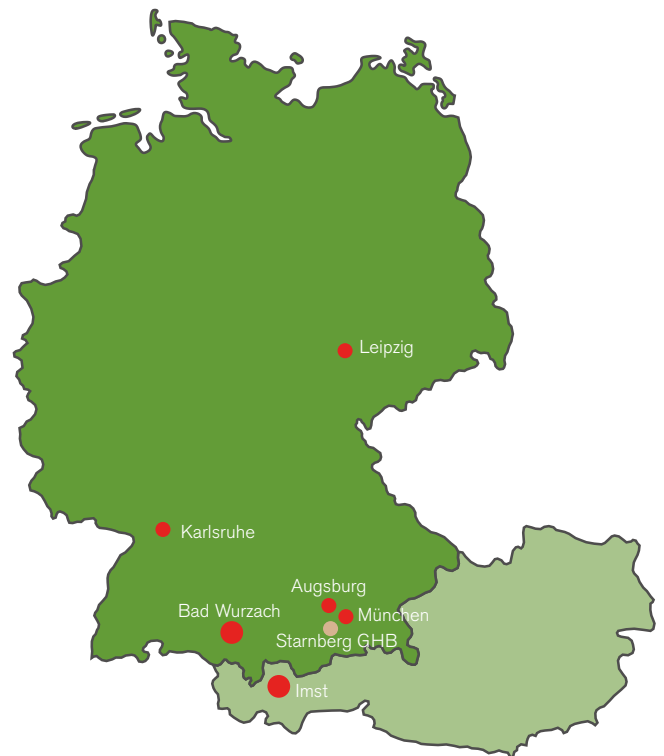 Leipzig
Karlsruhe
Augsburg
Bad Wurzach
München
Starnberg GHB
Imst